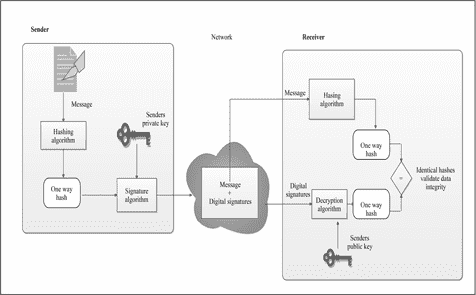 Sender
Network
Receiver
Message
Senders
private key
Hashing
algorithm
One way
hash
Signature
algorithm
Message
+
Digital signatures
Message
Hasing
algorithm
One way
hash
Digital
signatures
Decryption
algorithm
One way
hash
=
Identical hashes
validate data
integrity
Senders
public key